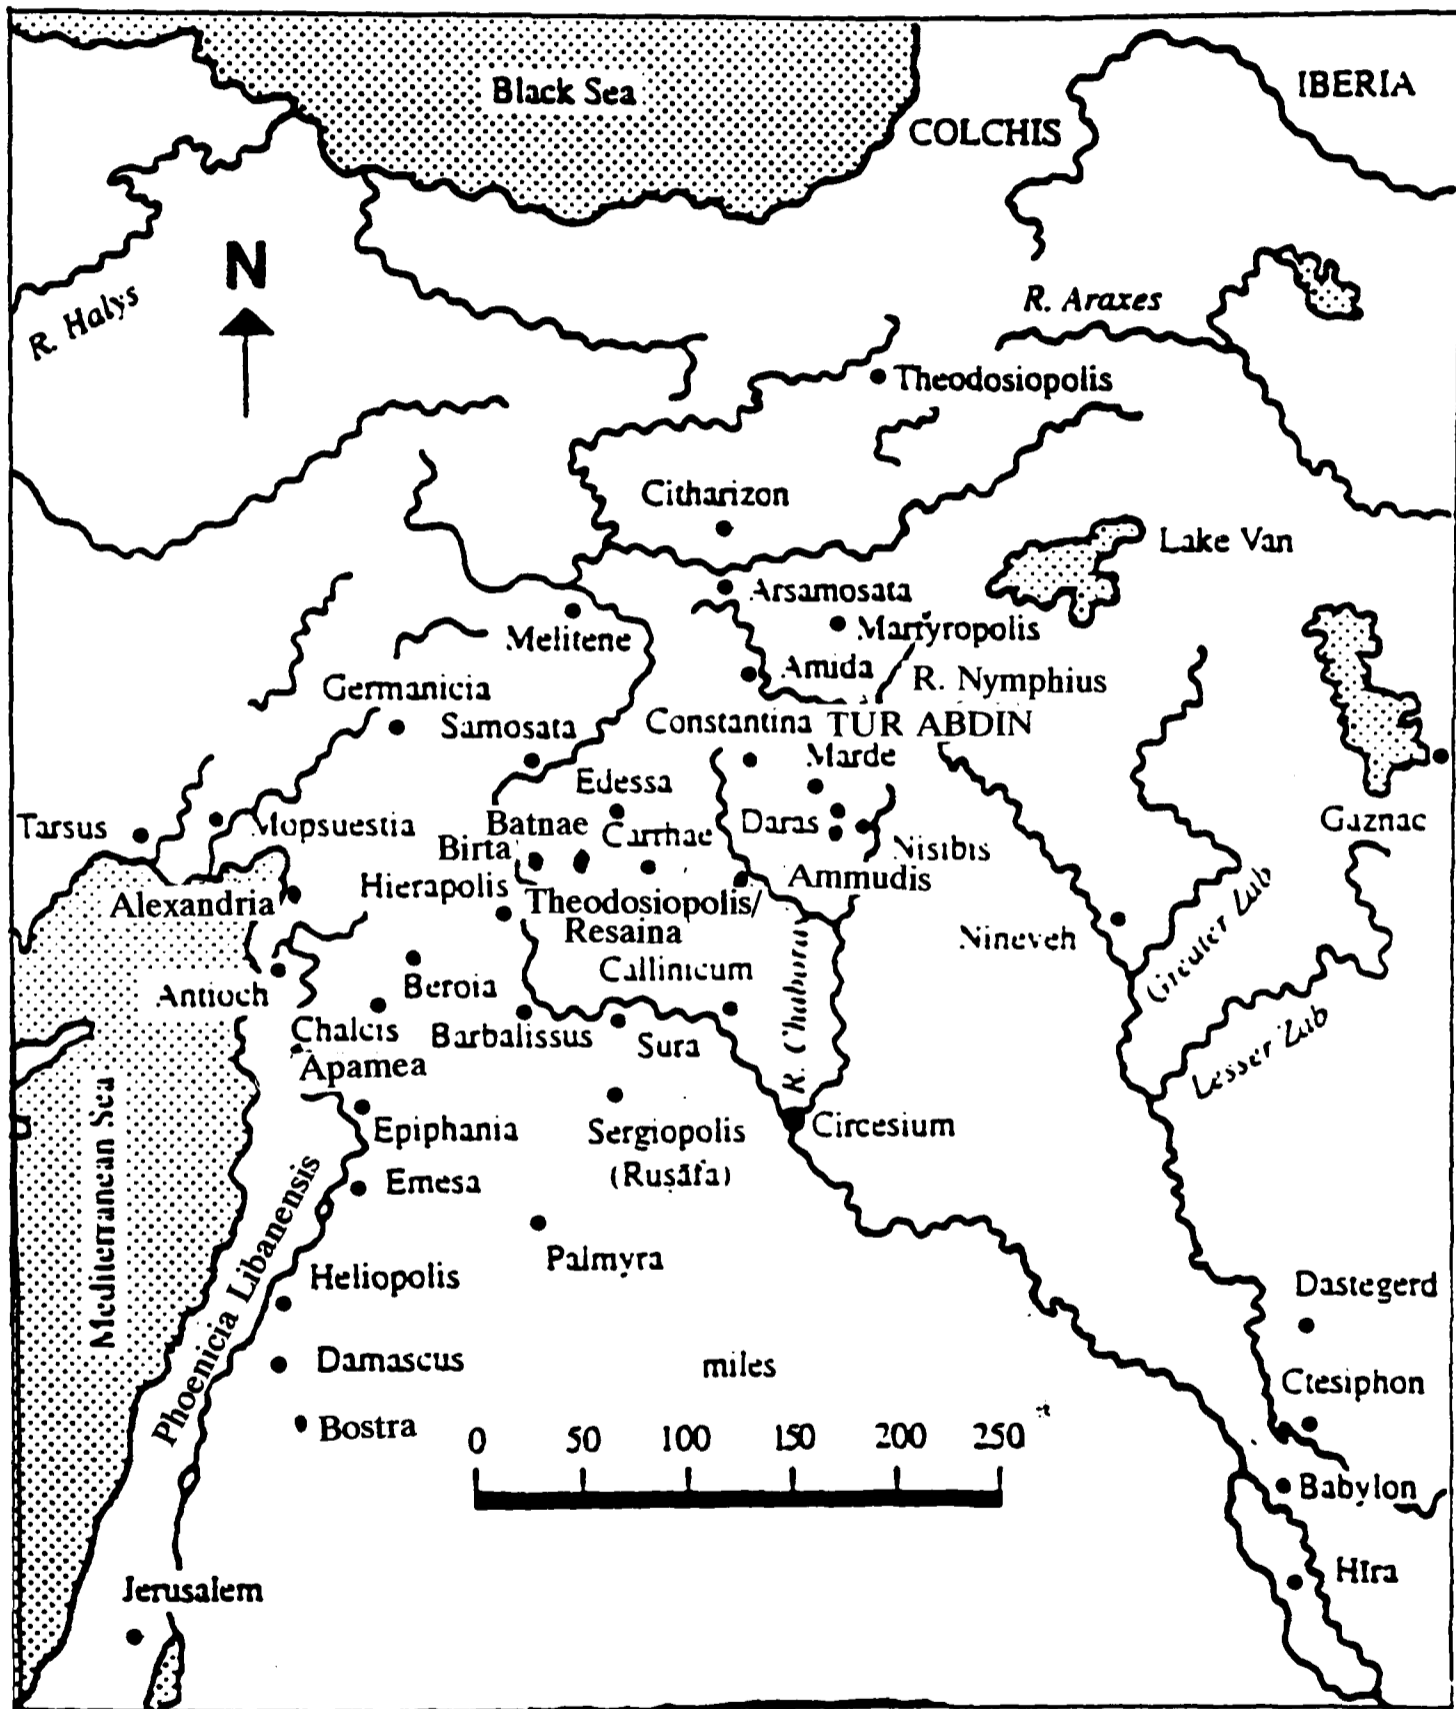 Black Sea
IBERIA
COLCHIS
N
R. Halys
R. Araxes
Theodosiopolis
Citharizon
Lake Van
Arsamosata
Melitene
Martyropolis
Amida
R. Nymphius
Germanicia
Samosata
Constantina
TUR ABDIN
Marde
Edessa
Tarsus
Mopsuestia
Batnae
Carrhae
Daras
Gaznac
Birta
Nisibis
Hierapolis
Ammudis
Alexandria
Theodosiopolis/
Resaina
Nineveh
Greater Zab
Callinicum
R. Chaboras
Antioch
Beroia
Chalcis
Barbalissus
Sura
Lesser Zab
Apamea
Mediterranean Sea
Epiphania
Sergiopolis
(Ruṣāfa)
Circesium
Emesa
Phoenicia Libanensis
Palmyra
Heliopolis
Dastegerd
Damascus
miles
Ctesiphon
Bostra
0 50 100 150 200 250
Babylon
Hira
Jerusalem